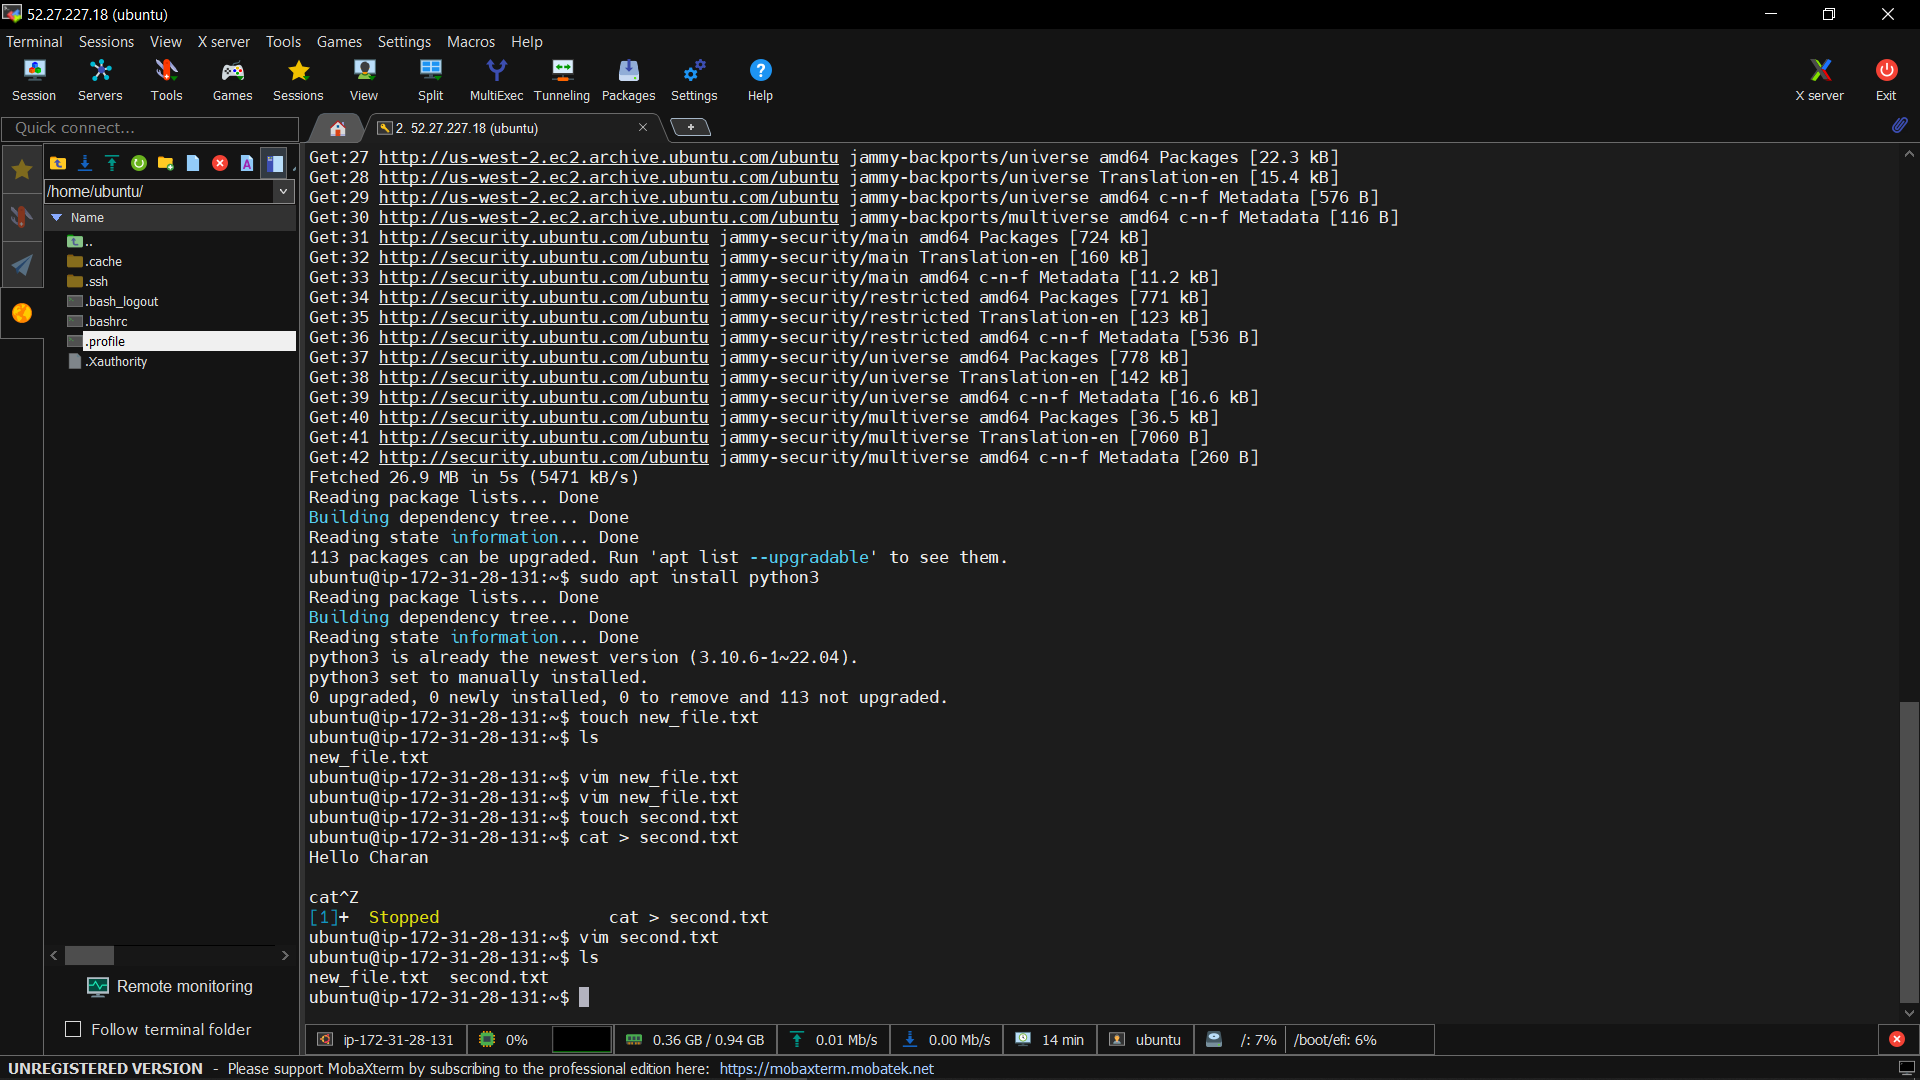 52.27.227.18 (ubuntu)
Terminal Sessions View X server Tools Games Settings Macros Help
Session Servers Tools Games Sessions View Split MultiExec Tunneling Packages Settings Help X server Exit
Quick connect...
2. 52.27.227.18 (ubuntu)
/home/ubuntu/
Name
..
.cache
.ssh
.bash_logout
.bashrc
.profile
.Xauthority
Remote monitoring
Follow terminal folder
Get:27 http://us-west-2.ec2.archive.ubuntu.com/ubuntu jammy-backports/universe amd64 Packages [22.3 kB]
Get:28 http://us-west-2.ec2.archive.ubuntu.com/ubuntu jammy-backports/universe Translation-en [15.4 kB]
Get:29 http://us-west-2.ec2.archive.ubuntu.com/ubuntu jammy-backports/universe amd64 c-n-f Metadata [576 B]
Get:30 http://us-west-2.ec2.archive.ubuntu.com/ubuntu jammy-backports/multiverse amd64 c-n-f Metadata [116 B]
Get:31 http://security.ubuntu.com/ubuntu jammy-security/main amd64 Packages [724 kB]
Get:32 http://security.ubuntu.com/ubuntu jammy-security/main Translation-en [160 kB]
Get:33 http://security.ubuntu.com/ubuntu jammy-security/main amd64 c-n-f Metadata [11.2 kB]
Get:34 http://security.ubuntu.com/ubuntu jammy-security/restricted amd64 Packages [771 kB]
Get:35 http://security.ubuntu.com/ubuntu jammy-security/restricted Translation-en [123 kB]
Get:36 http://security.ubuntu.com/ubuntu jammy-security/restricted amd64 c-n-f Metadata [536 B]
Get:37 http://security.ubuntu.com/ubuntu jammy-security/universe amd64 Packages [778 kB]
Get:38 http://security.ubuntu.com/ubuntu jammy-security/universe Translation-en [142 kB]
Get:39 http://security.ubuntu.com/ubuntu jammy-security/universe amd64 c-n-f Metadata [16.6 kB]
Get:40 http://security.ubuntu.com/ubuntu jammy-security/multiverse amd64 Packages [36.5 kB]
Get:41 http://security.ubuntu.com/ubuntu jammy-security/multiverse Translation-en [7060 B]
Get:42 http://security.ubuntu.com/ubuntu jammy-security/multiverse amd64 c-n-f Metadata [260 B]
Fetched 26.9 MB in 5s (5471 kB/s)
Reading package lists... Done
Building dependency tree... Done
Reading state information... Done
113 packages can be upgraded. Run 'apt list --upgradable' to see them.
ubuntu@ip-172-31-28-131:~$ sudo apt install python3
Reading package lists... Done
Building dependency tree... Done
Reading state information... Done
python3 is already the newest version (3.10.6-1~22.04).
python3 set to manually installed.
0 upgraded, 0 newly installed, 0 to remove and 113 not upgraded.
ubuntu@ip-172-31-28-131:~$ touch new_file.txt
ubuntu@ip-172-31-28-131:~$ ls
new_file.txt
ubuntu@ip-172-31-28-131:~$ vim new_file.txt
ubuntu@ip-172-31-28-131:~$ vim new_file.txt
ubuntu@ip-172-31-28-131:~$ touch second.txt
ubuntu@ip-172-31-28-131:~$ cat > second.txt
Hello Charan
cat^Z
[1]+ Stopped cat > second.txt
ubuntu@ip-172-31-28-131:~$ vim second.txt
ubuntu@ip-172-31-28-131:~$ ls
new_file.txt second.txt
ubuntu@ip-172-31-28-131:~$
ip-172-31-28-131 0% 0.36 GB / 0.94 GB 0.01 Mb/s 0.00 Mb/s 14 min ubuntu /: 7% /boot/efi: 6%
UNREGISTERED VERSION - Please support MobaXterm by subscribing to the professional edition here: https://mobaxterm.mobatek.net